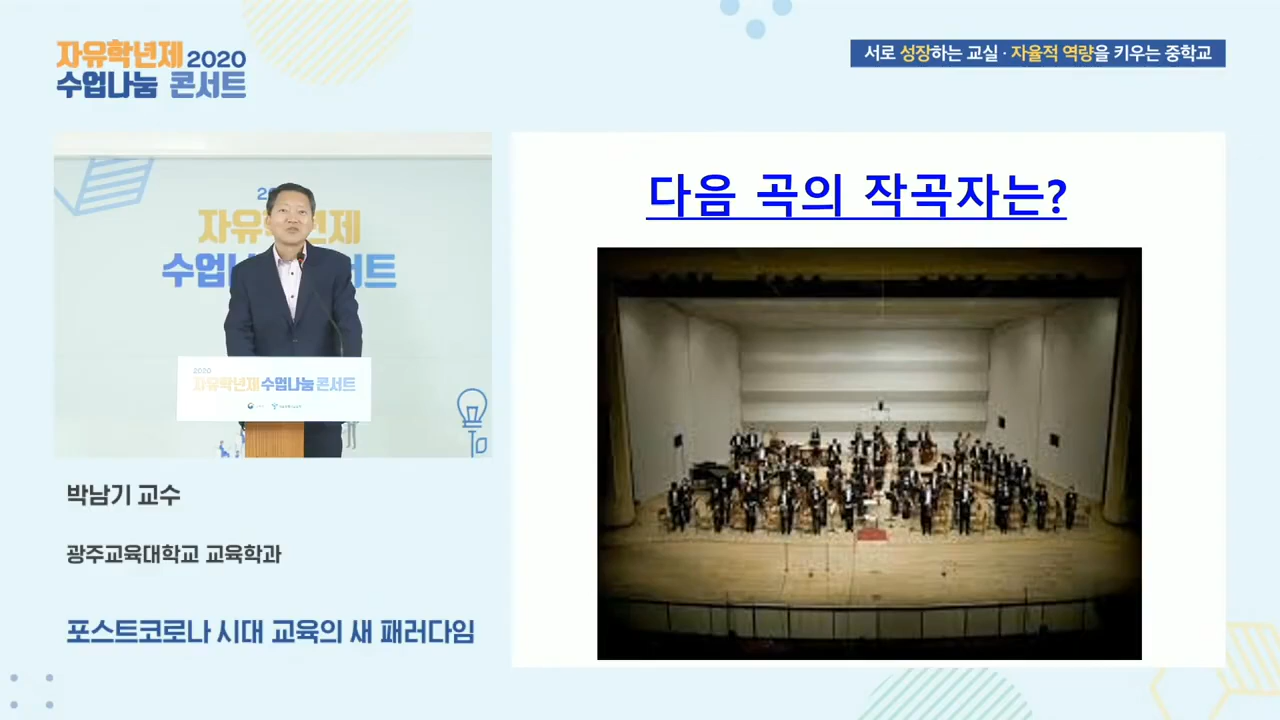 자유학년제 2020
수업나눔 콘서트
서로 성장하는 교실 · 자율적 역량을 키우는 중학교
자유 년제
수업 서트
2020
자유학년제 수업나눔 콘서트
다음 곡의 작곡자는?
박남기 교수
광주교육대학교 교육학과
포스트코로나 시대 교육의 새 패러다임